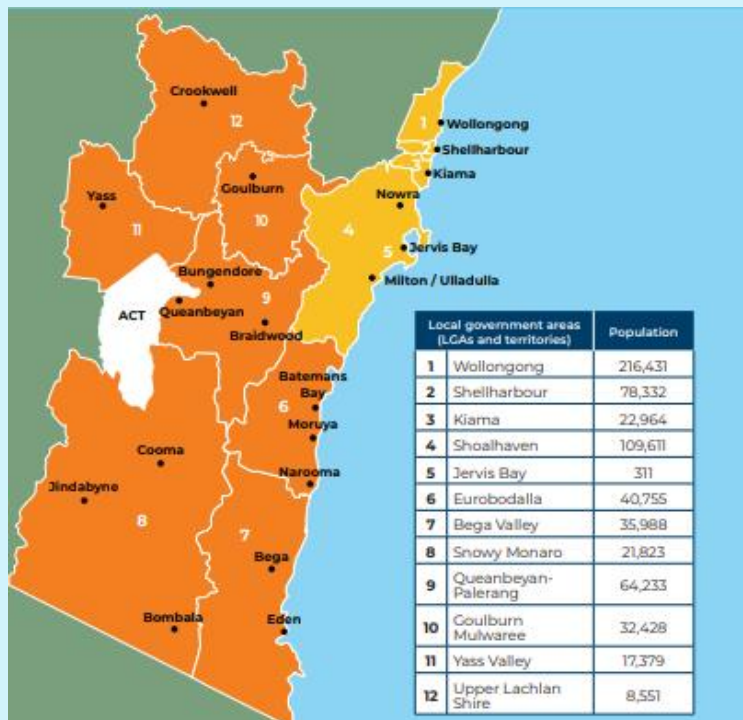 Crookwell
12
1
Wollongong
2
Shellharbour
3
Kiama
Goulburn
Yass
Nowra
10
4
11
5
Jervis Bay
Bungendore
Milton / Ulladulla
9
ACT
Queanbeyan
Braidwood
Batemans
Bay
6
Moruya
Cooma
Narooma
Jindabyne
8
7
Bega
Bombala
Eden
Local government areas
(LGAs and territories)
Population
1 Wollongong 216,431
2 Shellharbour 78,332
3 Kiama 22,964
4 Shoalhaven 109,611
5 Jervis Bay 311
6 Eurobodalla 40,755
7 Bega Valley 35,988
8 Snowy Monaro 21,823
9 Queanbeyan-
Palerang 64,233
10 Goulburn
Mulwaree 32,428
11 Yass Valley 17,379
12 Upper Lachlan
Shire 8,551